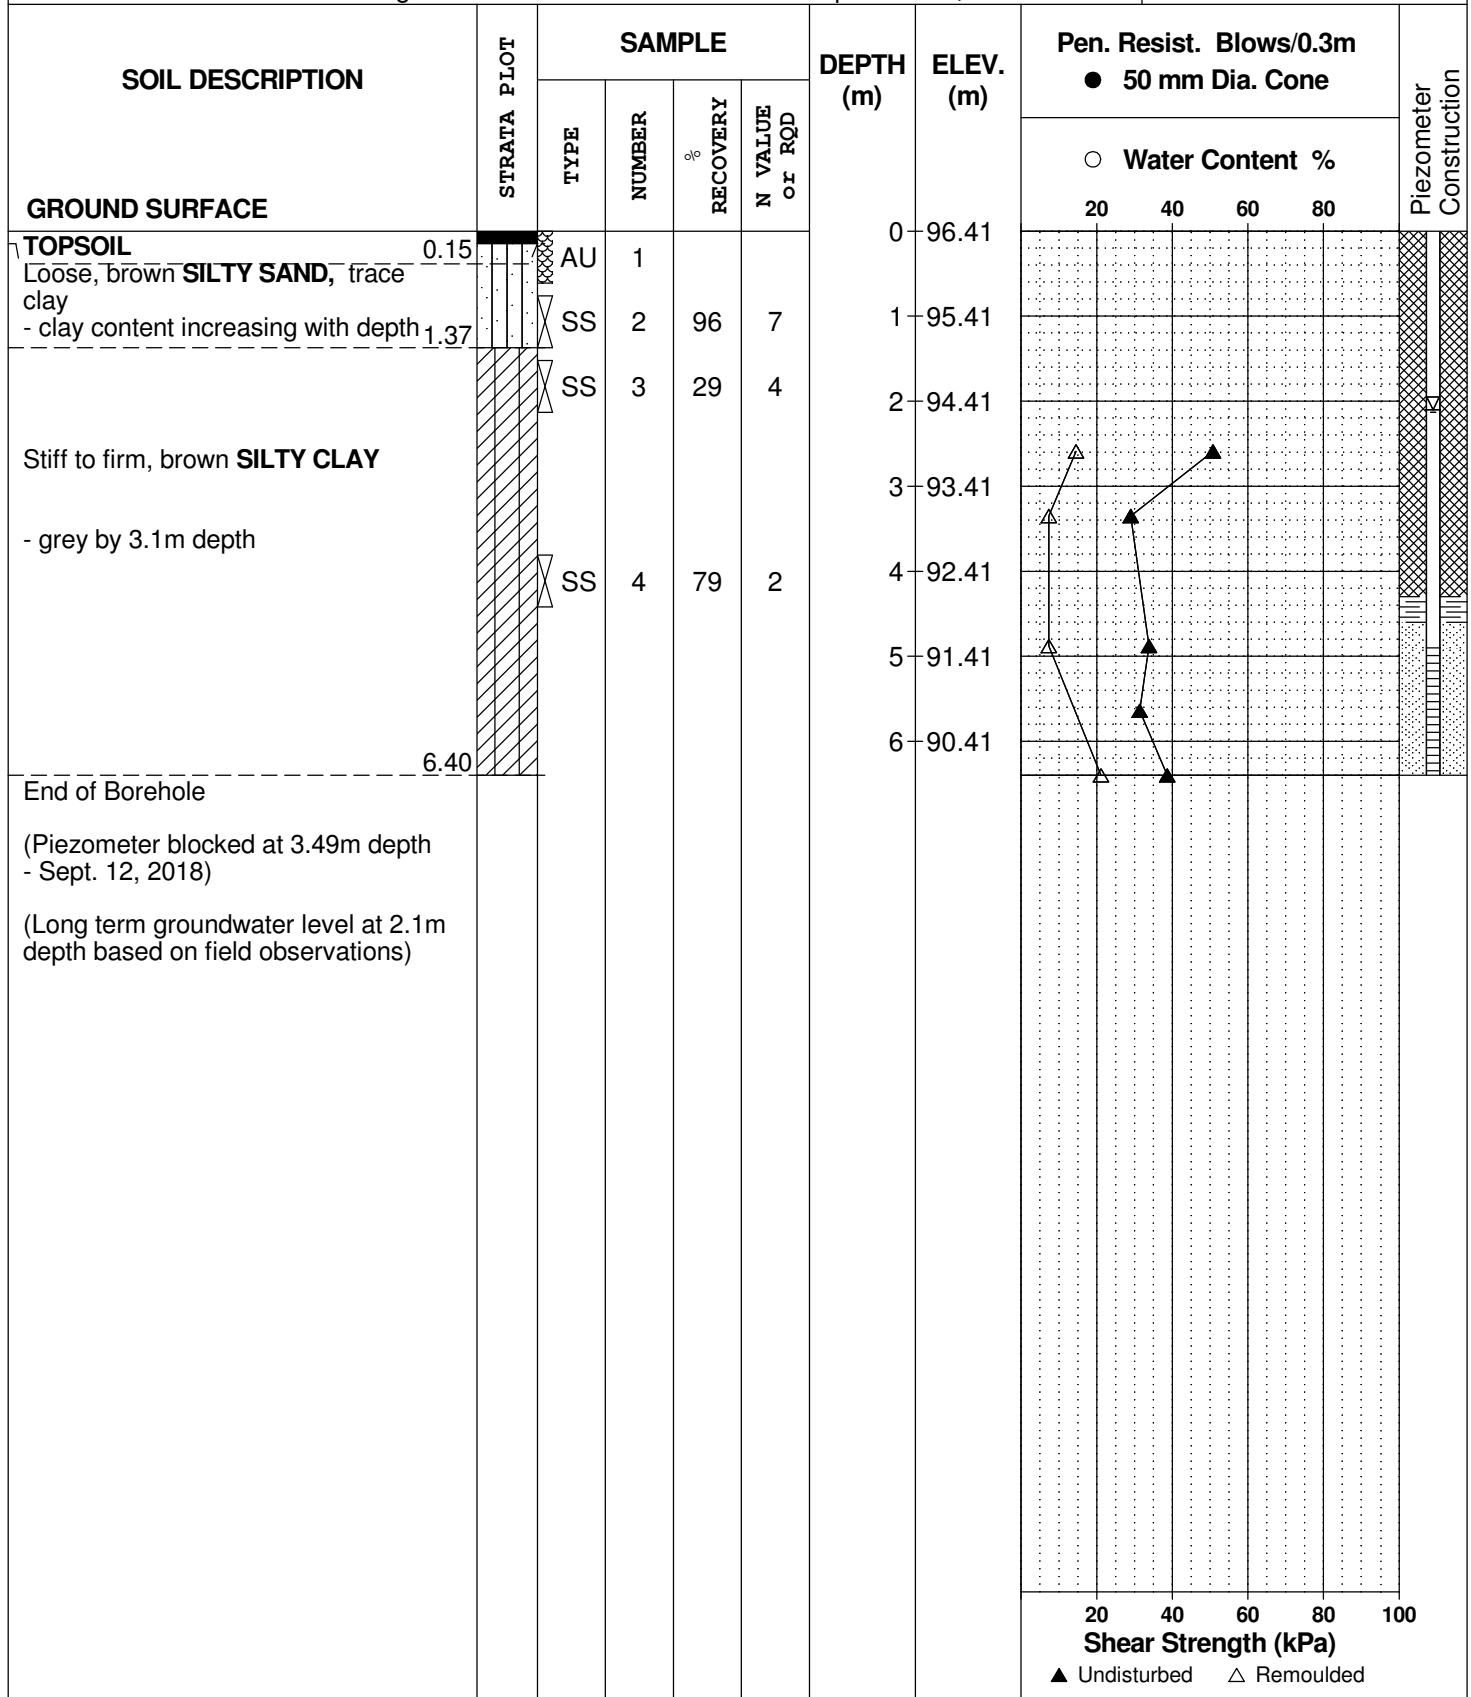 SOIL DESCRIPTION
GROUND SURFACE
STRATA PLOT
SAMPLE
TYPE
NUMBER
% RECOVERY
N VALUE or RQD
DEPTH (m)
ELEV. (m)
Pen. Resist. Blows/0.3m
● 50 mm Dia. Cone
○ Water Content %
20 40 60 80
Piezometer Construction
TOPSOIL 0.15
Loose, brown SILTY SAND, trace
clay
- clay content increasing with depth 1.37
Stiff to firm, brown SILTY CLAY
- grey by 3.1m depth
6.40
End of Borehole
(Piezometer blocked at 3.49m depth
- Sept. 12, 2018)
(Long term groundwater level at 2.1m
depth based on field observations)
AU 1
SS 2 96 7
SS 3 29 4
SS 4 79 2
0 96.41
1 95.41
2 94.41
3 93.41
4 92.41
5 91.41
6 90.41
20 40 60 80 100
Shear Strength (kPa)
▲ Undisturbed △ Remoulded